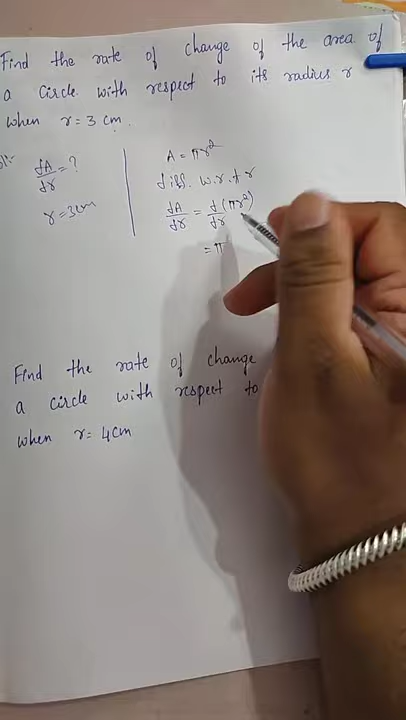 Find the rate of change of the area of
a Circle with respect to its radius r
when r = 3 cm.
dA/dr = ?
r = 3cm
A = πr²
diff. w.r.t r
dA/dr = d/dr (πr²)
= π
Find the rate of change
a circle with respect to
when r = 4cm